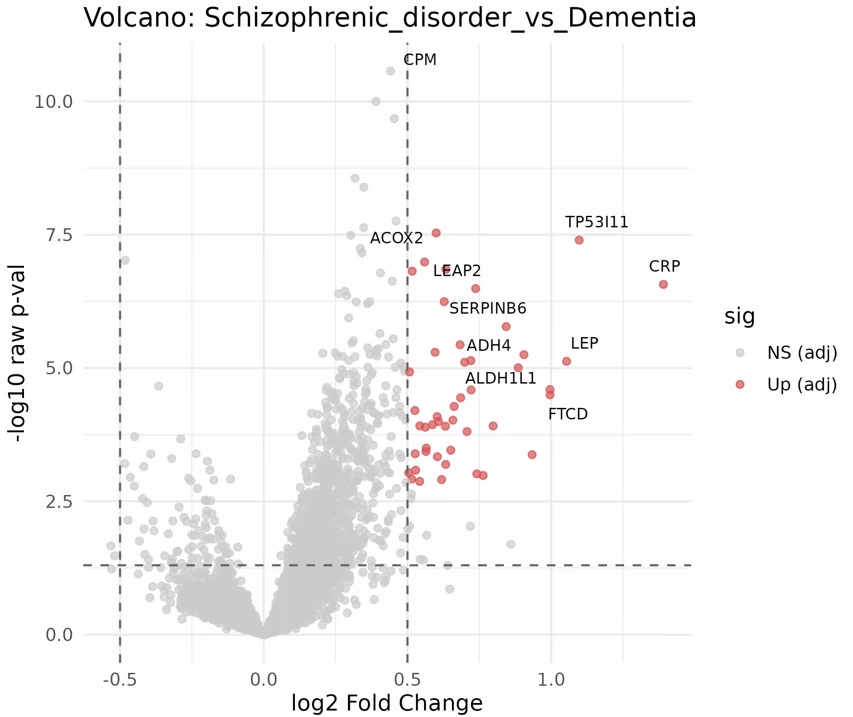 Volcano: Schizophrenic_disorder_vs_Dementia
CPM
10.0
TP53I11
7.5
ACOX2
CRP
LEAP2
SERPINB6
sig
LEP
ADH4
NS (adj)
5.0
ALDH1L1
Up (adj)
FTCD
2.5
0.0
-0.5
0.0
0.5
1.0
log2 Fold Change
-log10 raw p-val